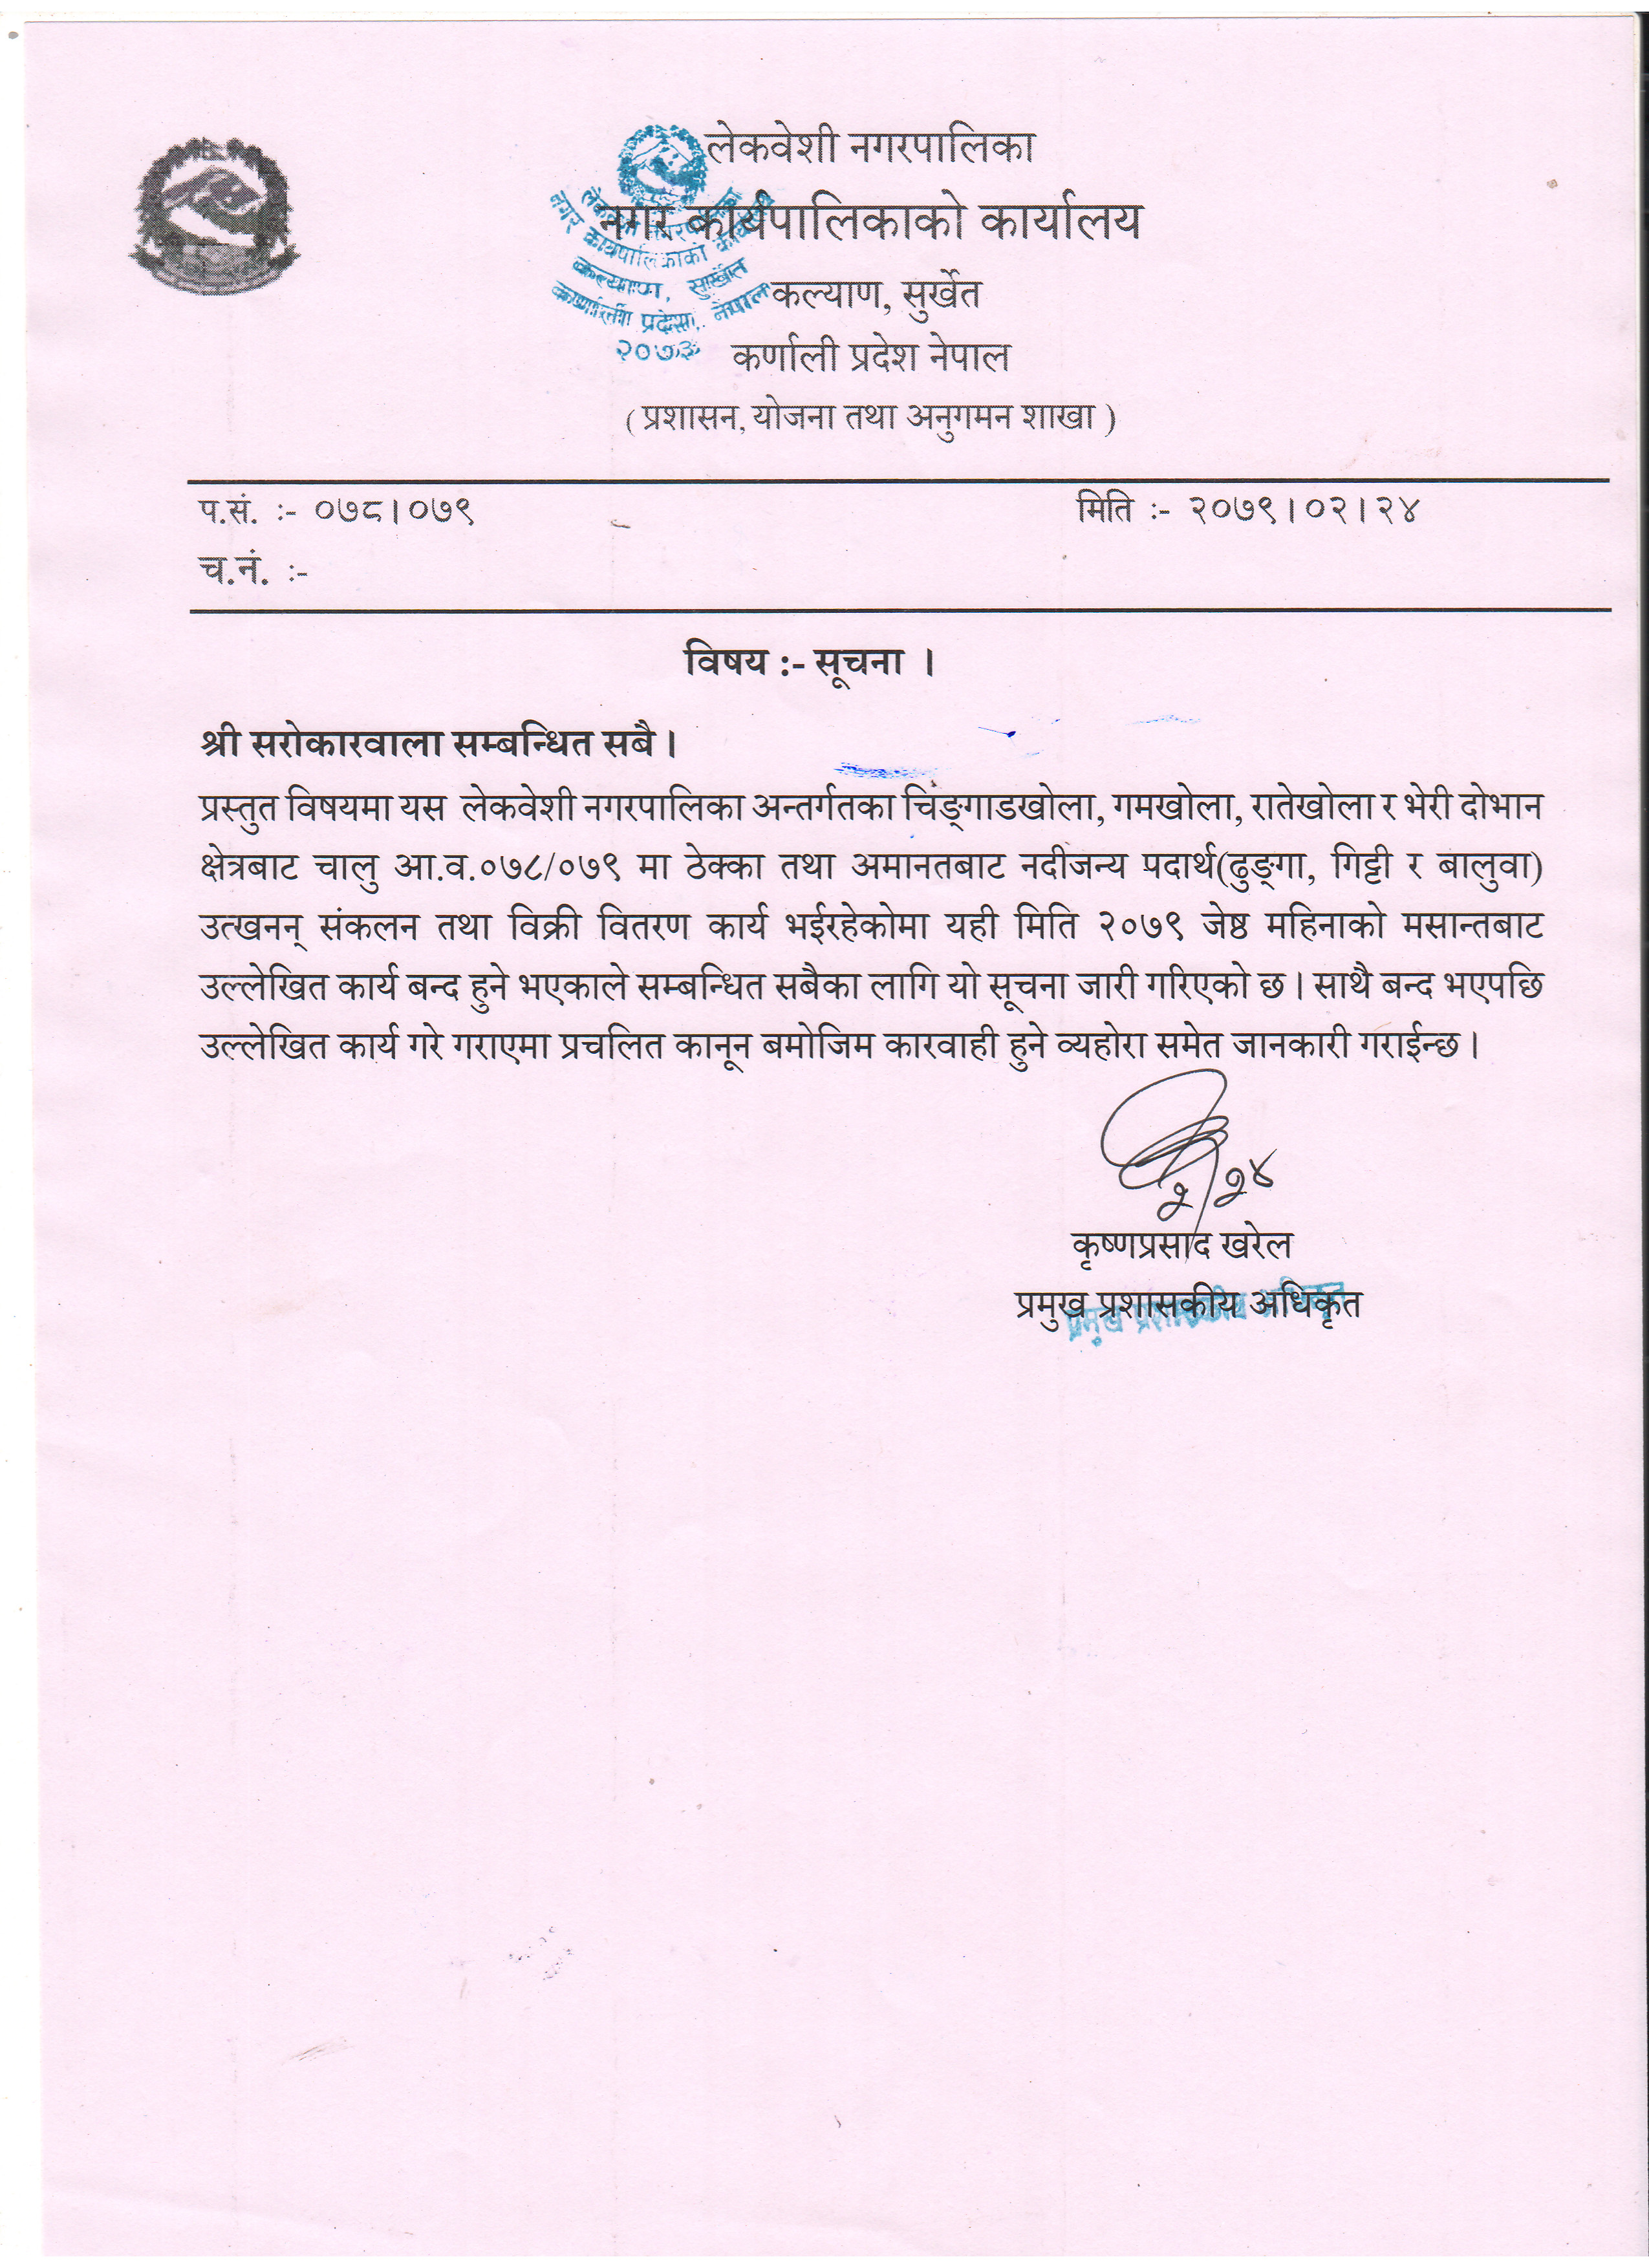 लेकवेशी नगरपालिका
नगर कार्यपालिकाको कार्यालय
कल्याण, सुर्खेत
कर्णाली प्रदेश नेपाल
( प्रशासन, योजना तथा अनुगमन शाखा )
लेकवेशी नगरपालिका
नगर कार्यपालिकाको कार्यालय
कल्याण, सुर्खेत
कर्णाली प्रदेश, नेपाल
२०७३
प.सं. :- ०७८।०७९ मिति :- २०७९।०२।२४
च.नं. :-
विषय :- सूचना ।
श्री सरोकारवाला सम्बन्धित सबै।
प्रस्तुत विषयमा यस लेकवेशी नगरपालिका अन्तर्गतका चिङ्गाडखोला, गमखोला, रातेखोला र भेरी दोभान
क्षेत्रबाट चालु आ.व.०७८/०७९ मा ठेक्का तथा अमानतबाट नदीजन्य पदार्थ(ढुङ्गा, गिट्टी र बालुवा)
उत्खनन् संकलन तथा विक्री वितरण कार्य भईरहेकोमा यही मिति २०७९ जेष्ठ महिनाको मसान्तबाट
उल्लेखित कार्य बन्द हुने भएकाले सम्बन्धित सबैका लागि यो सूचना जारी गरिएको छ। साथै बन्द भएपछि
उल्लेखित कार्य गरे गराएमा प्रचलित कानून बमोजिम कारवाही हुने व्यहोरा समेत जानकारी गराईन्छ।
२/२४
कृष्णप्रसाद खरेल
प्रमुख प्रशासकीय अधिकृत
प्रमुख प्रशासकीय अधिकृत